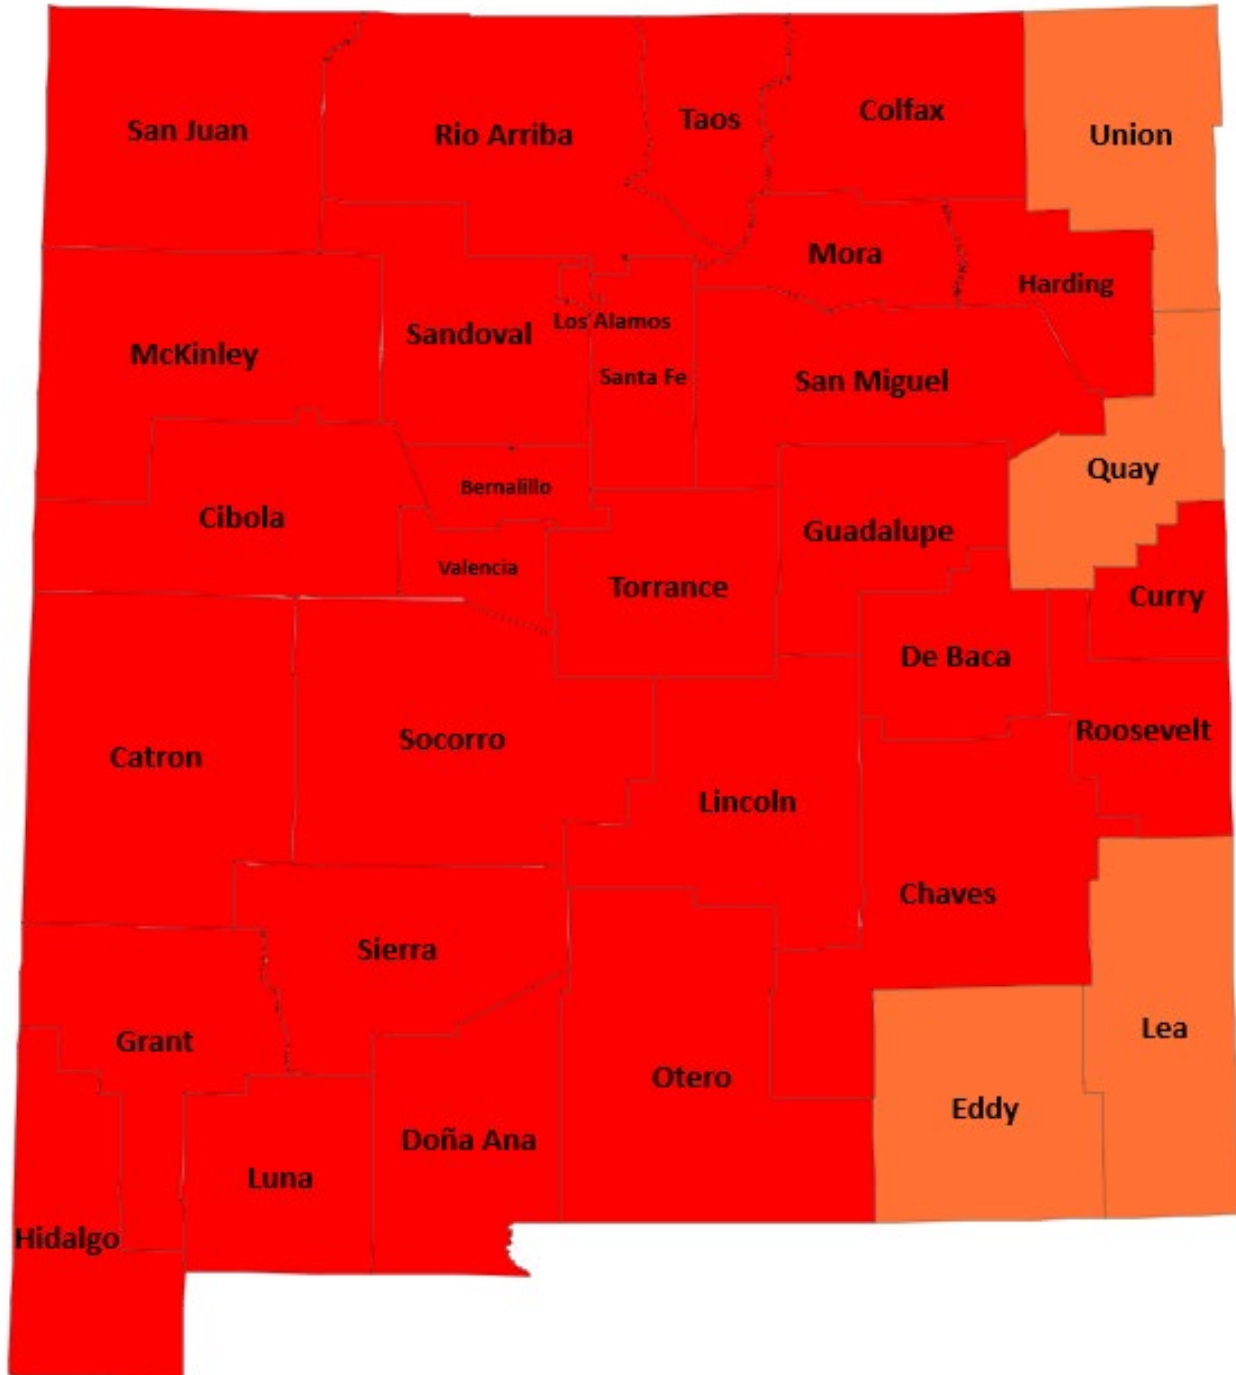 San Juan
Rio Arriba
Taos
Colfax
Union
Mora
Harding
McKinley
Sandoval
Los Alamos
Santa Fe
San Miguel
Quay
Cibola
Bernalillo
Guadalupe
Valencia
Torrance
Curry
De Baca
Catron
Socorro
Roosevelt
Lincoln
Chaves
Sierra
Grant
Otero
Lea
Eddy
Doña Ana
Luna
Hidalgo